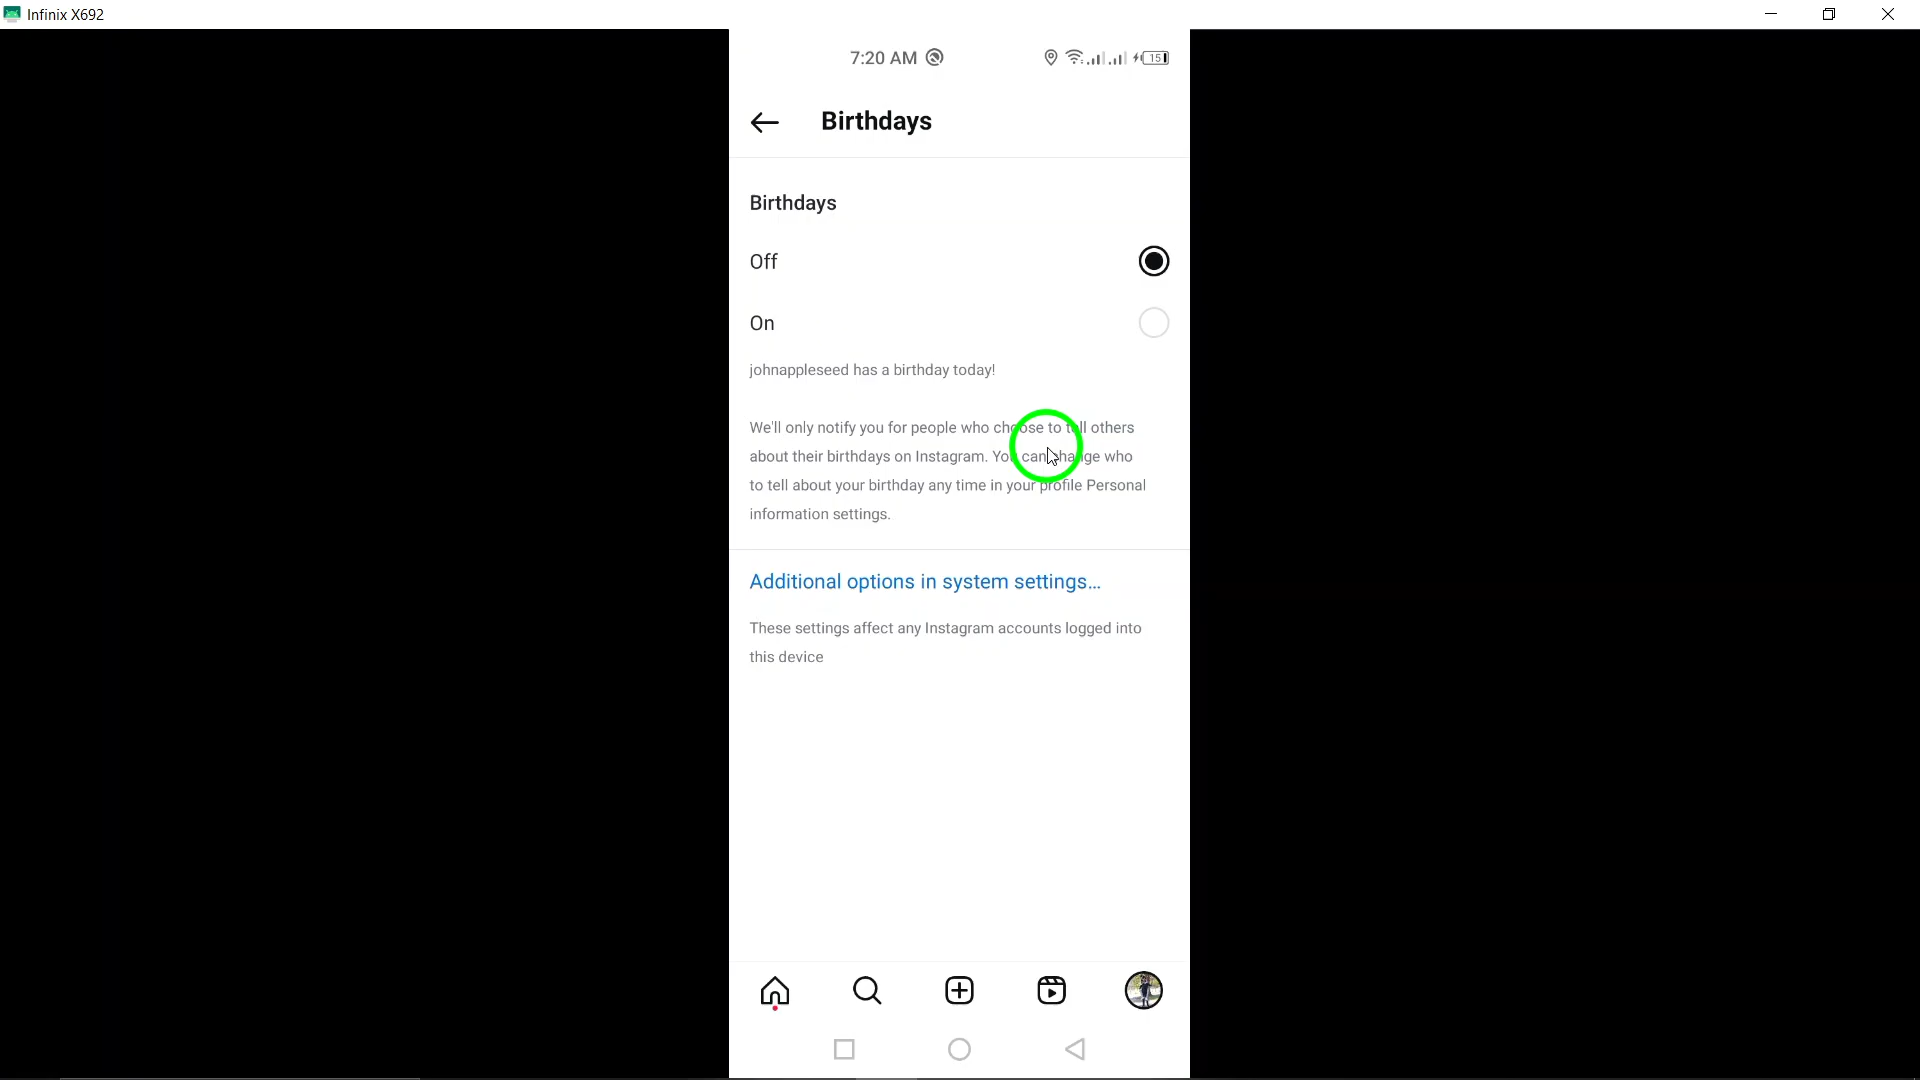 Infinix X692
7:20 AM
15
Birthdays
Birthdays
Off
On
johnappleseed has a birthday today!
We'll only notify you for people who choose to tell others
about their birthdays on Instagram. You can change who
to tell about your birthday any time in your profile Personal
information settings.
Additional options in system settings...
These settings affect any Instagram accounts logged into
this device